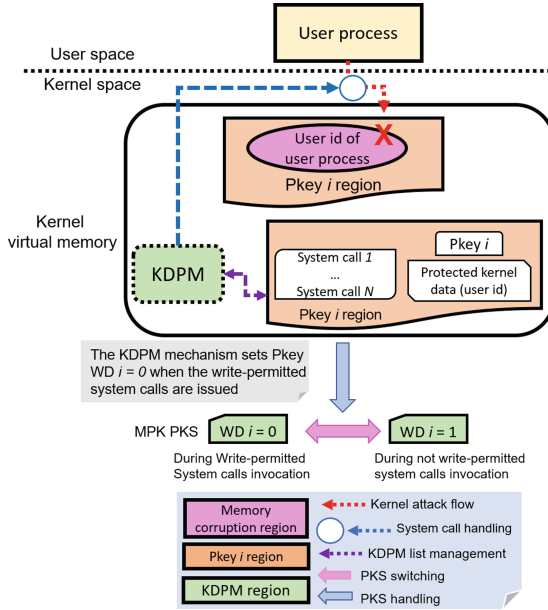 User process
User space
Kernel space
User id of
user process
X
Pkey i region
Kernel
virtual memory
KDPM
System call 1
...
System call N
Pkey i
Protected kernel
data (user id)
Pkey i region
The KDPM mechanism sets Pkey
WD i = 0 when the write-permitted
system calls are issued
MPK PKS
WD i = 0
WD i = 1
During Write-permitted
System calls invocation
During not write-permitted
system calls invocation
Memory
corruption region
Pkey i region
KDPM region
Kernel attack flow
System call handling
KDPM list management
PKS switching
PKS handling